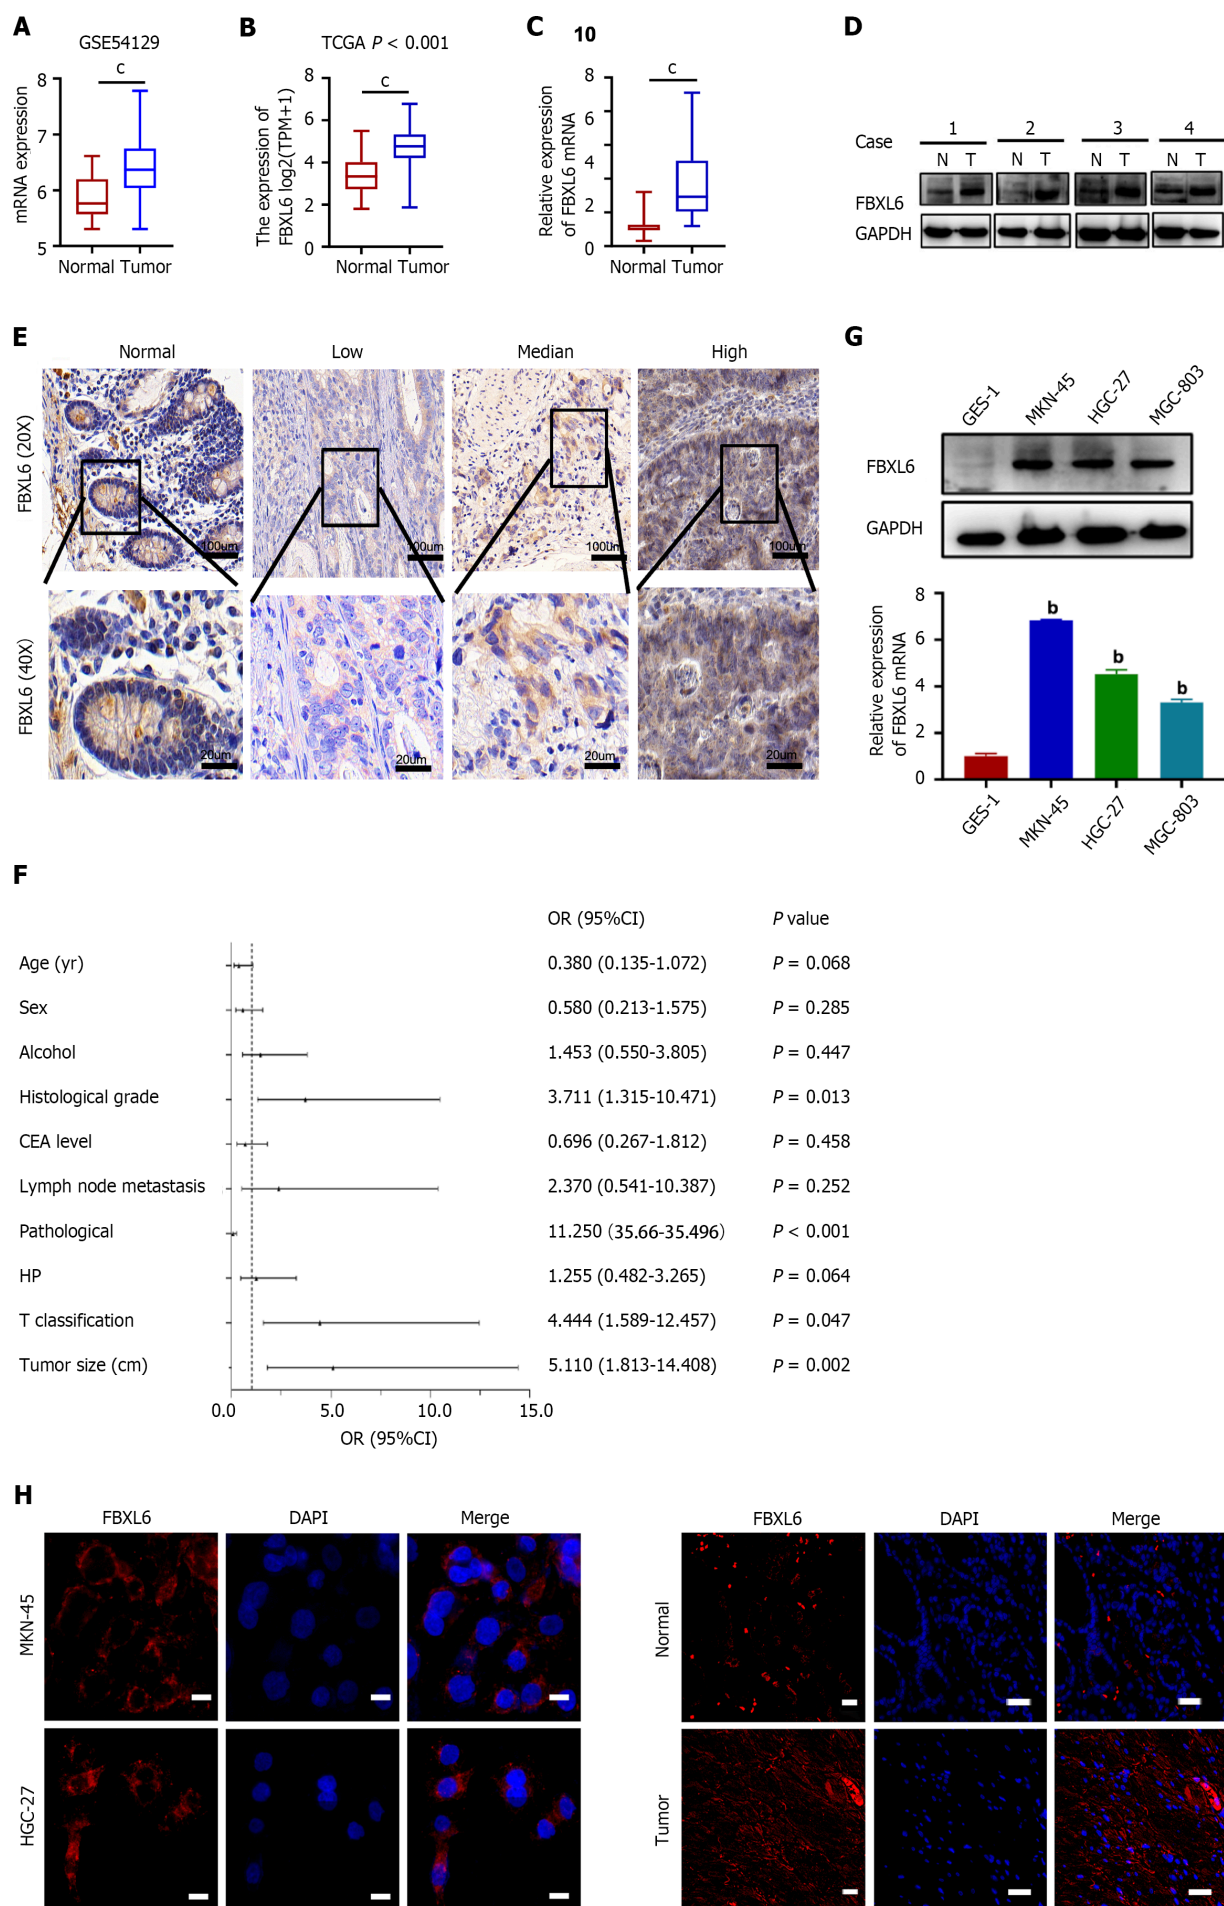 A
GSE54129
c
mRNA expression
8
7
6
5
Normal Tumor
B
TCGA P < 0.001
c
The expression of
FBXL6 log2(TPM+1)
8
6
4
2
0
Normal Tumor
C
10
c
Relative expression
of FBXL6 mRNA
8
4
2
0
Normal Tumor
D
Case
1 2 3 4
N T N T N T N T
FBXL6
GAPDH
E
Normal Low Median High
FBXL6 (20X)
100um 100um 100um 100um
FBXL6 (40X)
20um 20um 20um 20um
G
GES-1 MKN-45 HGC-27 MGC-803
FBXL6
GAPDH
Relative expression
of FBXL6 mRNA
8
6
4
2
0
b
b
b
GES-1 MKN-45 HGC-27 MGC-803
F
OR (95%CI) P value
Age (yr) 0.380 (0.135-1.072) P = 0.068
Sex 0.580 (0.213-1.575) P = 0.285
Alcohol 1.453 (0.550-3.805) P = 0.447
Histological grade 3.711 (1.315-10.471) P = 0.013
CEA level 0.696 (0.267-1.812) P = 0.458
Lymph node metastasis 2.370 (0.541-10.387) P = 0.252
Pathological 11.250 (35.66-35.496) P < 0.001
HP 1.255 (0.482-3.265) P = 0.064
T classification 4.444 (1.589-12.457) P = 0.047
Tumor size (cm) 5.110 (1.813-14.408) P = 0.002
0.0 5.0 10.0 15.0
OR (95%CI)
H
FBXL6 DAPI Merge
MKN-45
HGC-27
FBXL6 DAPI Merge
Normal
Tumor